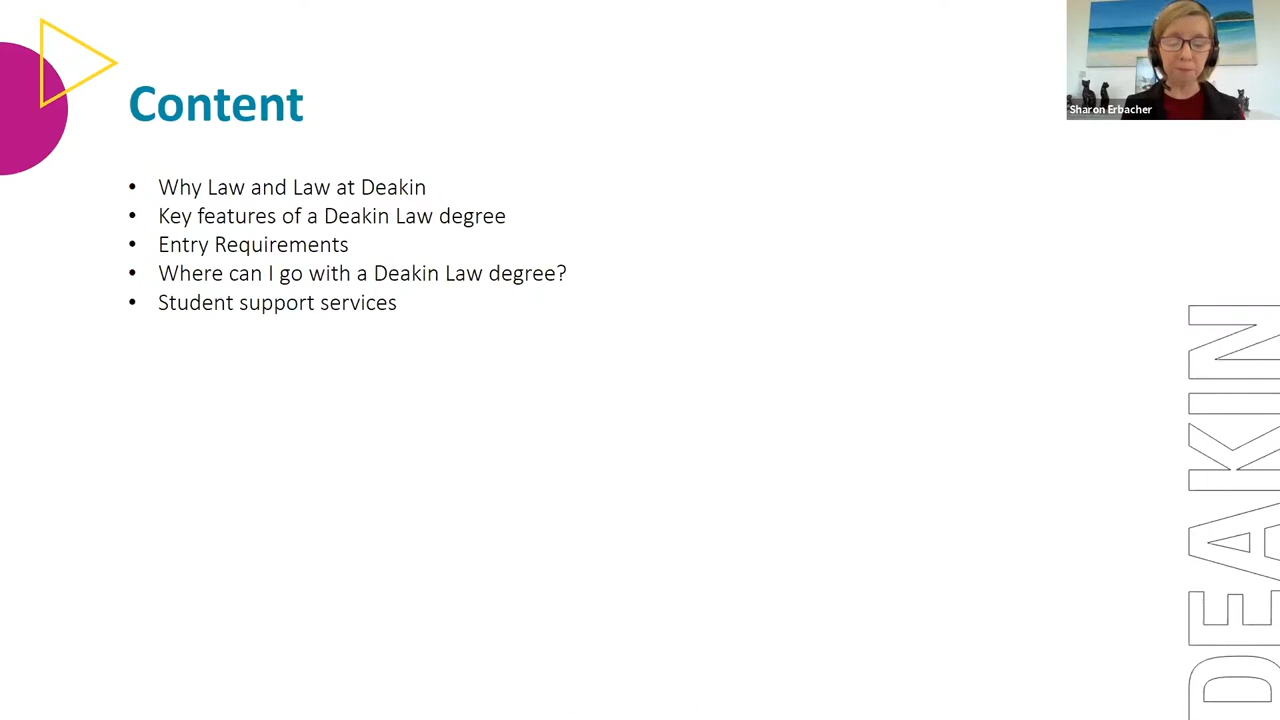 Content
Sharon Erbacher
• Why Law and Law at Deakin
• Key features of a Deakin Law degree
• Entry Requirements
• Where can I go with a Deakin Law degree?
• Student support services
DEAKIN